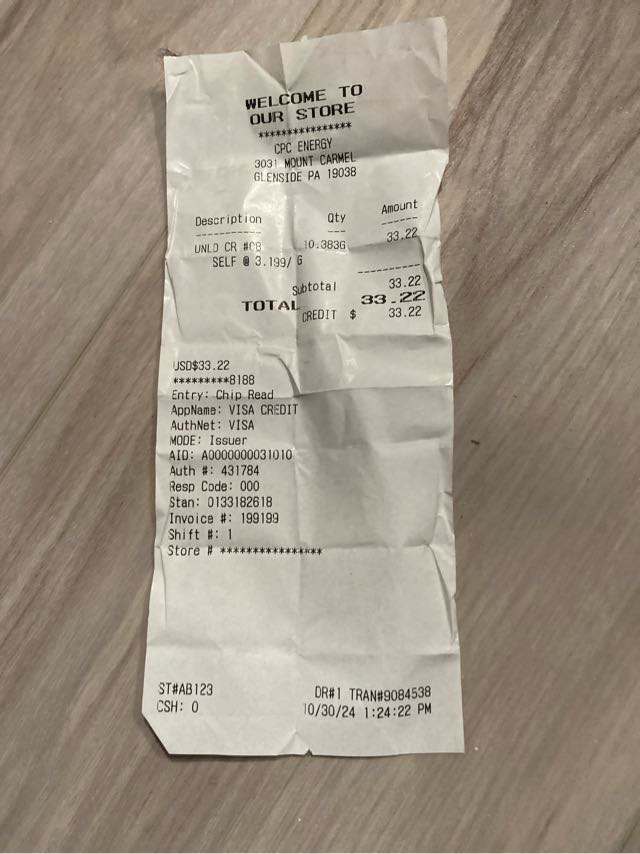 WELCOME TO
OUR STORE
****************
CPC ENERGY
3031 MOUNT CARMEL
GLENSIDE PA 19038
Description Qty Amount
----------- --- ------
UNLD CR #08 10.383G 33.22
SELF @ 3.199/ G
----------
Subtotal 33.22
TOTAL 33.22
CREDIT $ 33.22
USD$33.22
*********8188
Entry: Chip Read
AppName: VISA CREDIT
AuthNet: VISA
MODE: Issuer
AID: A0000000031010
Auth #: 431784
Resp Code: 000
Stan: 0133182618
Invoice #: 199199
Shift #: 1
Store # ****************
ST#AB123 DR#1 TRAN#9084538
CSH: 0 10/30/24 1:24:22 PM